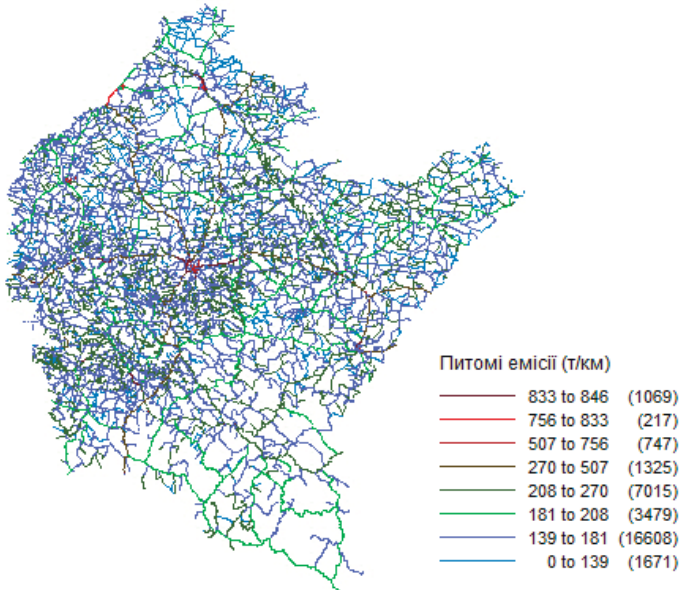 Питомі емісії (т/км)
833 to 846 (1069)
756 to 833 (217)
507 to 756 (747)
270 to 507 (1325)
208 to 270 (7015)
181 to 208 (3479)
139 to 181 (16608)
0 to 139 (1671)